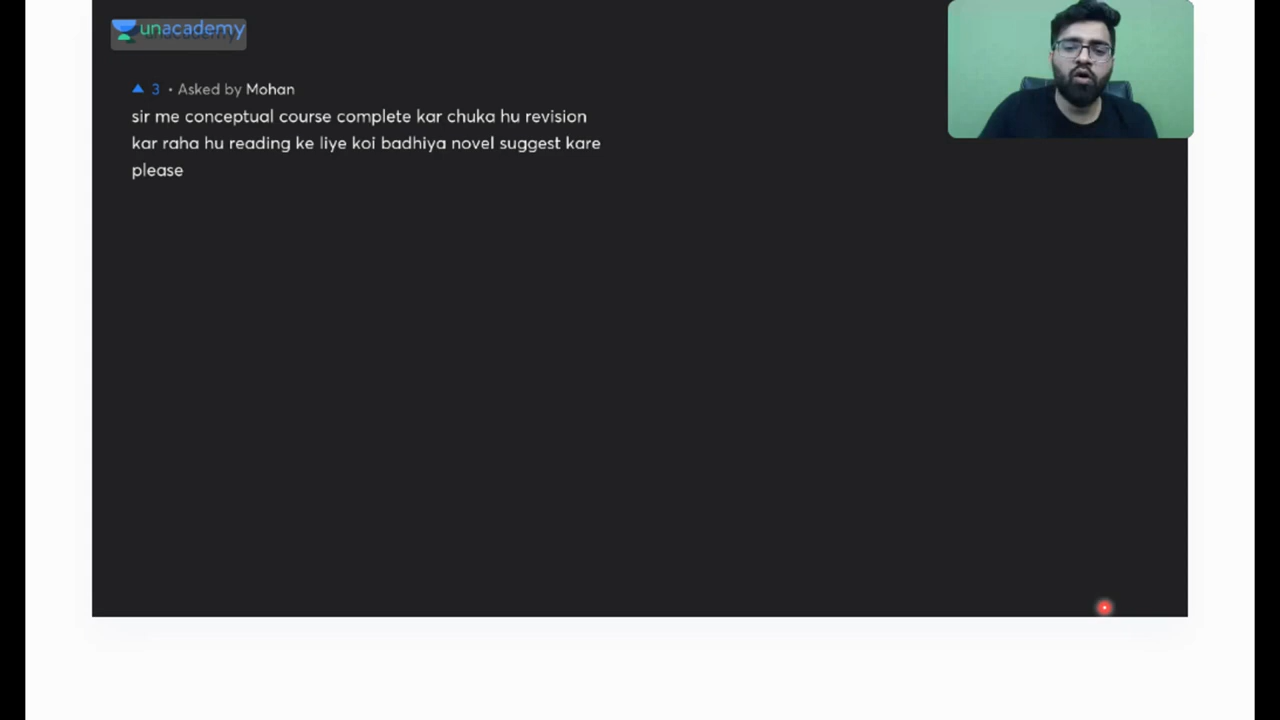 unacademy
3 • Asked by Mohan
sir me conceptual course complete kar chuka hu revision
kar raha hu reading ke liye koi badhiya novel suggest kare
please